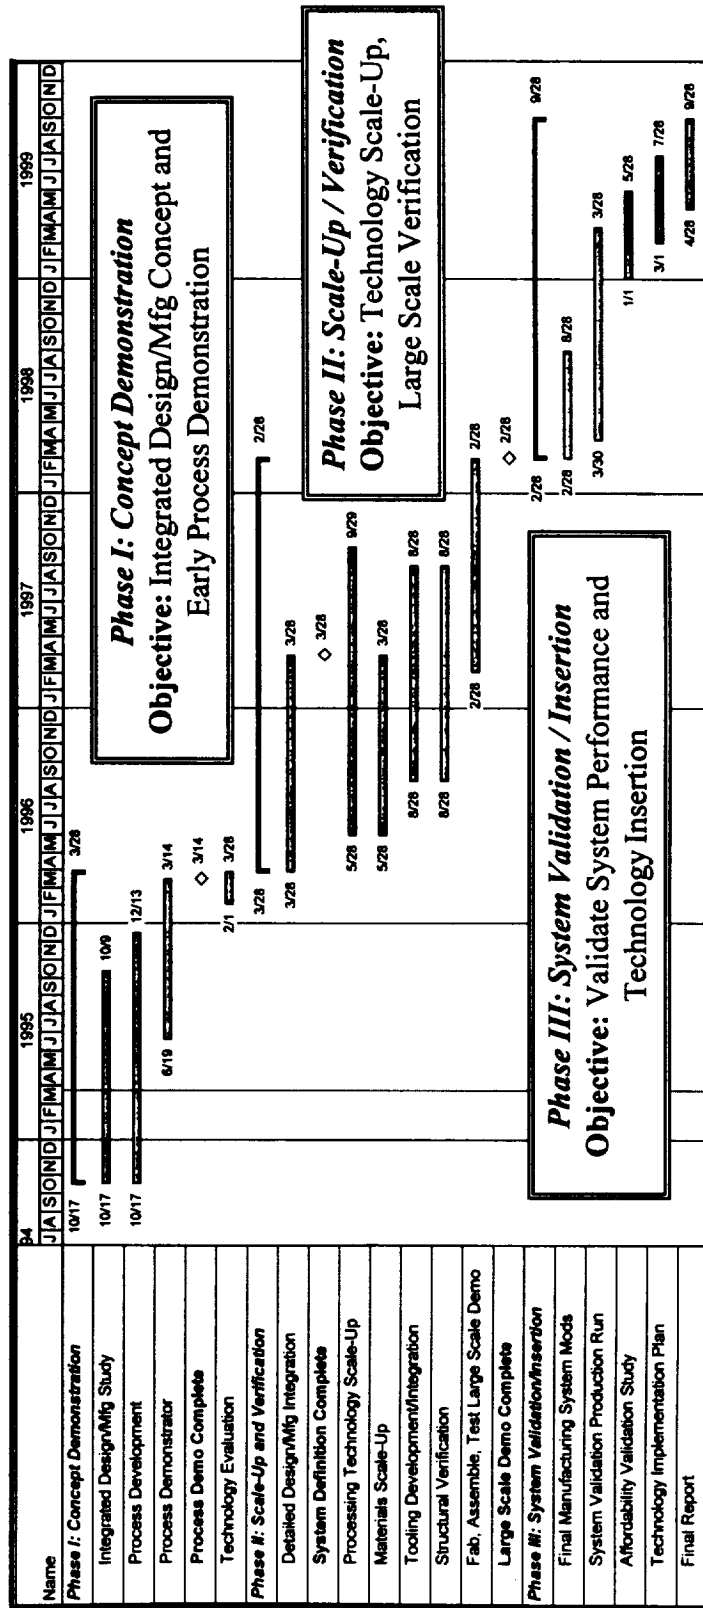 94 1995 1996 1997 1998 1999
Name J A S O N D J F M A M J J A S O N D J F M A M J J A S O N D J F M A M J J A S O N D J F M A M J J A S O N D J F M A M J J A S O N D
Phase I: Concept Demonstration 10/17 3/28
Integrated Design/Mfg Study 10/17 10/9
Process Development 10/17 12/13
Process Demonstrator 6/19 3/14
Process Demo Complete 3/14
Technology Evaluation 2/1 3/28
Phase II: Scale-Up and Verification 3/28 2/28
Detailed Design/Mfg Integration 3/28 3/28
System Definition Complete 3/28
Processing Technology Scale-Up 5/28 9/29
Materials Scale-Up 5/28 3/28
Tooling Development/Integration 8/28 8/28
Structural Verification 8/28 8/28
Fab, Assemble, Test Large Scale Demo 2/28 2/28
Large Scale Demo Complete 2/28
Phase III: System Validation/Insertion 2/28 9/28
Final Manufacturing System Mods 2/28 8/28
System Validation Production Run 3/30 3/28
Affordability Validation Study 1/1 5/28
Technology Implementation Plan 3/1 7/28
Final Report 4/28 9/28
Phase I: Concept Demonstration
Objective: Integrated Design/Mfg Concept and
Early Process Demonstration
Phase II: Scale-Up / Verification
Objective: Technology Scale-Up,
Large Scale Verification
Phase III: System Validation / Insertion
Objective: Validate System Performance and
Technology Insertion